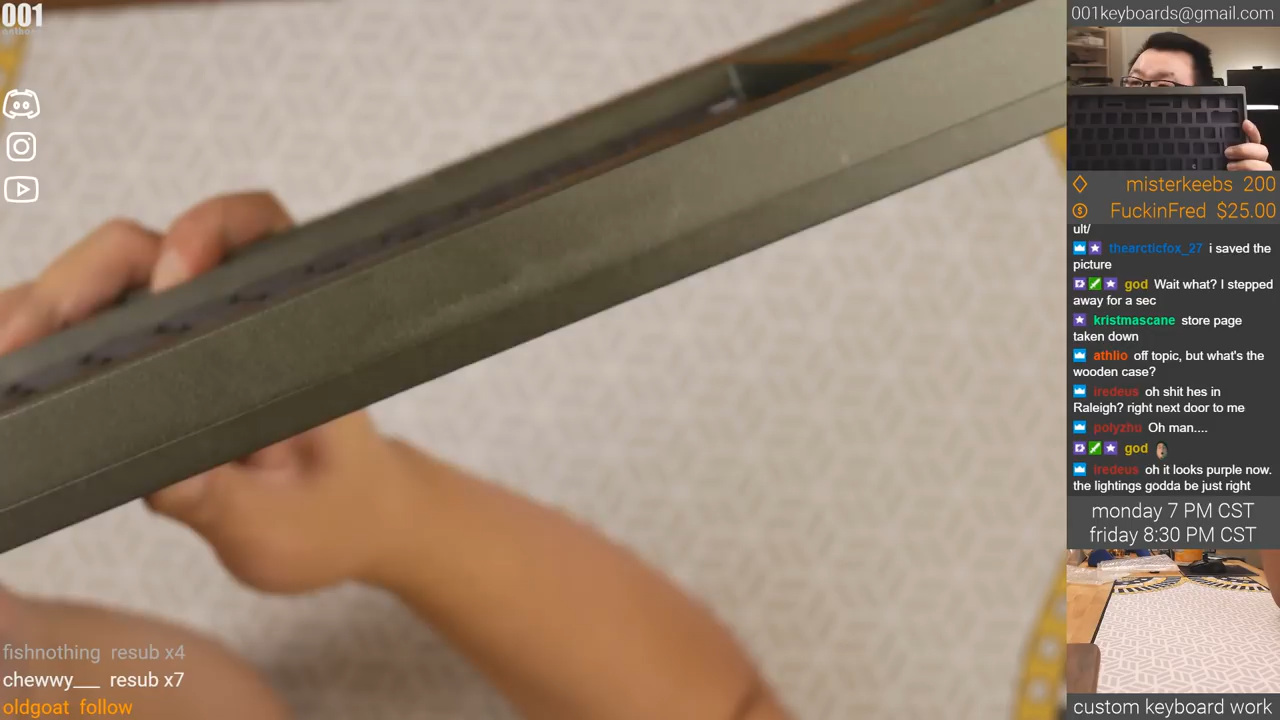 001
anthony
001keyboards@gmail.com
misterkeebs 200
FuckinFred $25.00
ult/
thearcticfox_27 i saved the
picture
god Wait what? I stepped
away for a sec
kristmascane store page
taken down
athlio off topic, but what's the
wooden case?
iredeus oh shit hes in
Raleigh? right next door to me
polyzhu Oh man....
god
iredeus oh it looks purple now.
the lightings godda be just right
monday 7 PM CST
friday 8:30 PM CST
fishnothing resub x4
chewwy___ resub x7
oldgoat follow
custom keyboard work